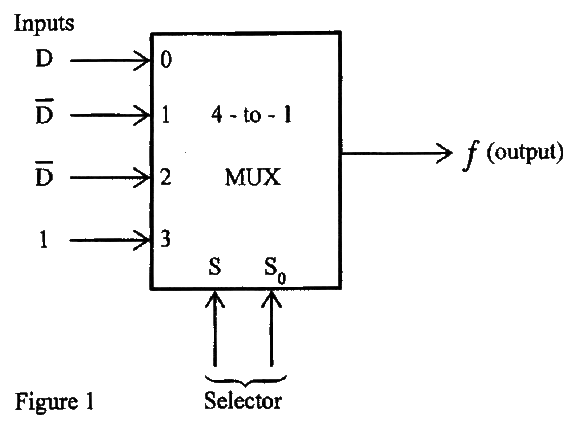 Inputs
D
0
D̅
1
4 - to - 1
D̅
2
MUX
f (output)
1
3
S
S₀
Selector
Figure 1